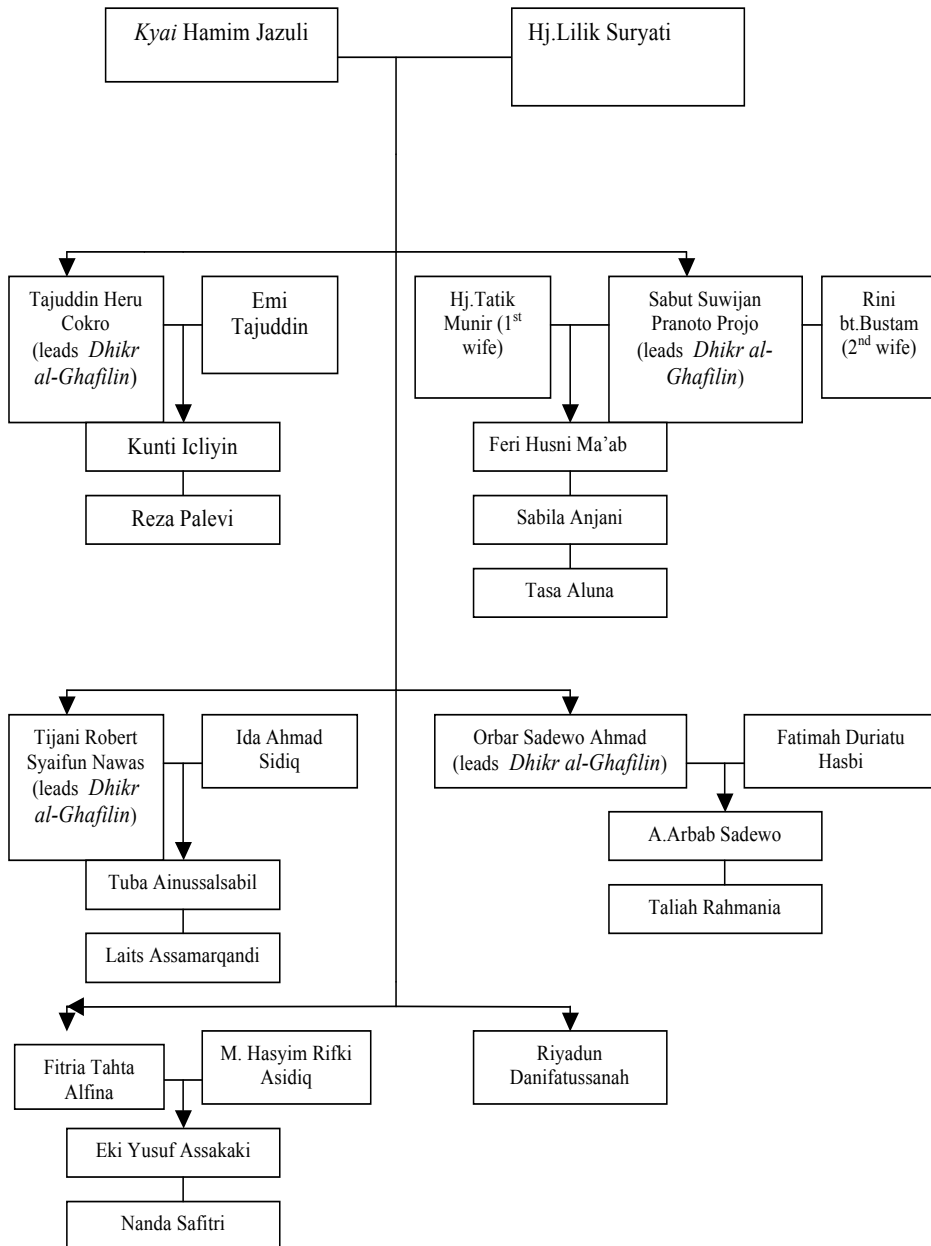 Kyai Hamim Jazuli
Hj.Lilik Suryati
Tajuddin Heru
Cokro
(leads Dhikr
al-Ghafilin)
Emi
Tajuddin
Hj.Tatik
Munir (1st
wife)
Sabut Suwijan
Pranoto Projo
(leads Dhikr al-
Ghafilin)
Rini
bt.Bustam
(2nd wife)
Kunti Icliyin
Reza Palevi
Feri Husni Ma’ab
Sabila Anjani
Tasa Aluna
Tijani Robert
Syaifun Nawas
(leads Dhikr
al-Ghafilin)
Ida Ahmad
Sidiq
Orbar Sadewo Ahmad
(leads Dhikr al-Ghafilin)
Fatimah Duriatu
Hasbi
Tuba Ainussalsabil
Laits Assamarqandi
A.Arbab Sadewo
Taliah Rahmania
Fitria Tahta
Alfina
M. Hasyim Rifki
Asidiq
Riyadun
Danifatussanah
Eki Yusuf Assakaki
Nanda Safitri